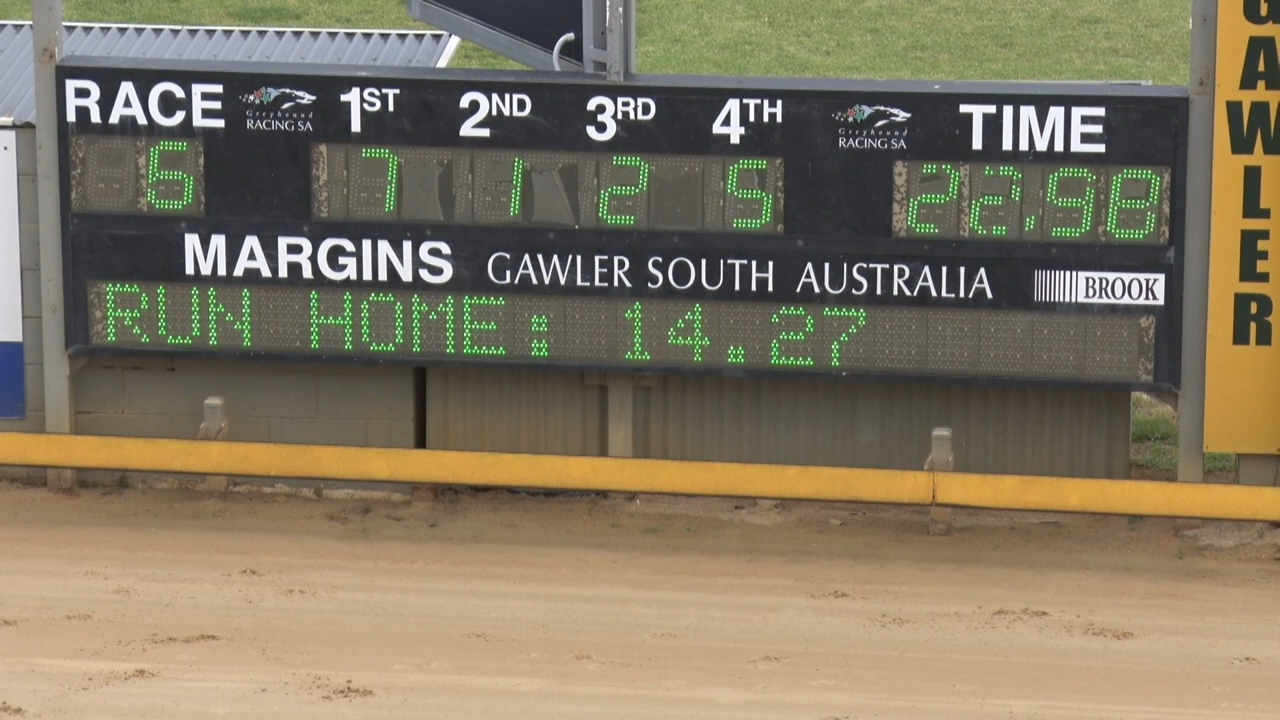 RACE Greyhound RACING SA 1ST 2ND 3RD 4TH Greyhound RACING SA TIME
6 7 1 2 5 22.98
MARGINS GAWLER SOUTH AUSTRALIA BROOK
RUN HOME: 14.27
GAWLER